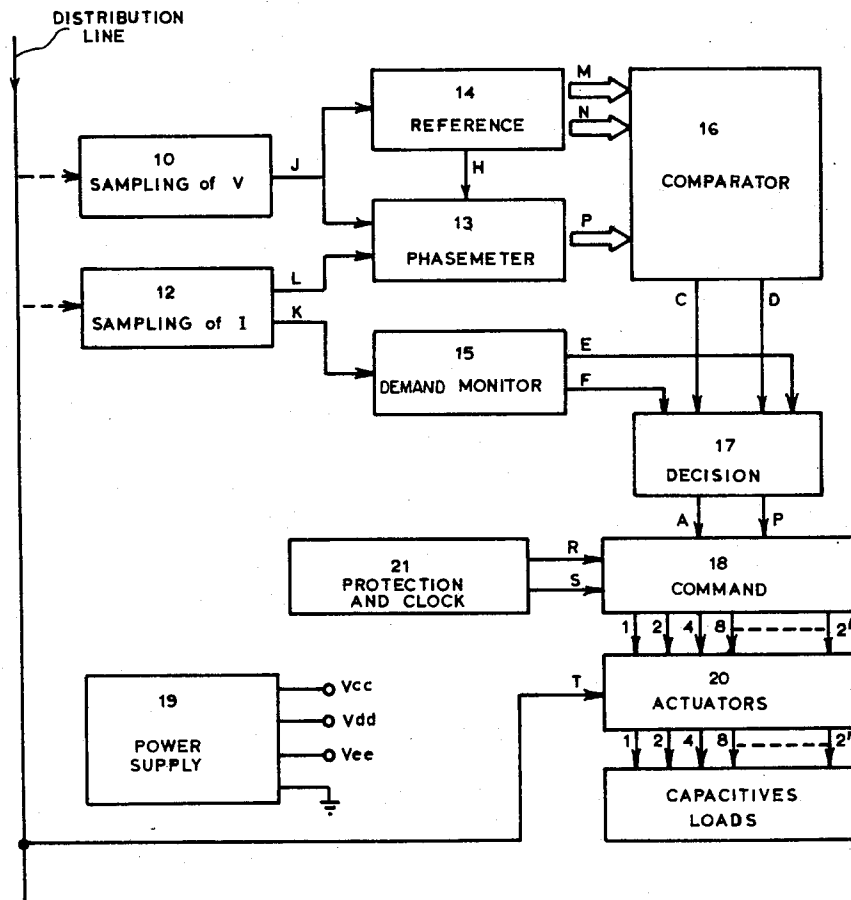 DISTRIBUTION
LINE
14
REFERENCE
M
N
16
COMPARATOR
10
SAMPLING of V
J
H
13
PHASEMETER
P
12
SAMPLING of I
L
K
C
D
15
DEMAND MONITOR
E
F
17
DECISION
A
P
21
PROTECTION
AND CLOCK
R
S
18
COMMAND
1 2 4 8 2
19
POWER
SUPPLY
Vcc
Vdd
Vee
T
20
ACTUATORS
1 2 4 8 2
CAPACITIVES
LOADS